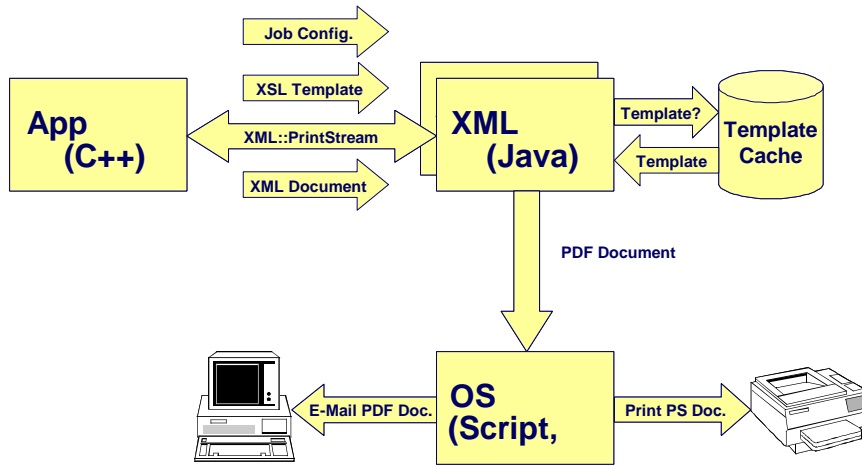 Job Config.
XSL Template
App
(C++)
XML::PrintStream
XML Document
XML
(Java)
Template?
Template
Template
Cache
PDF Document
E-Mail PDF Doc.
OS
(Script,
Print PS Doc.